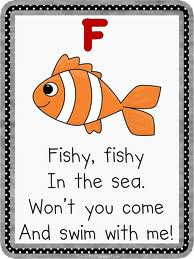 F
Fishy, fishy
In the sea.
Won't you come
And swim with me!